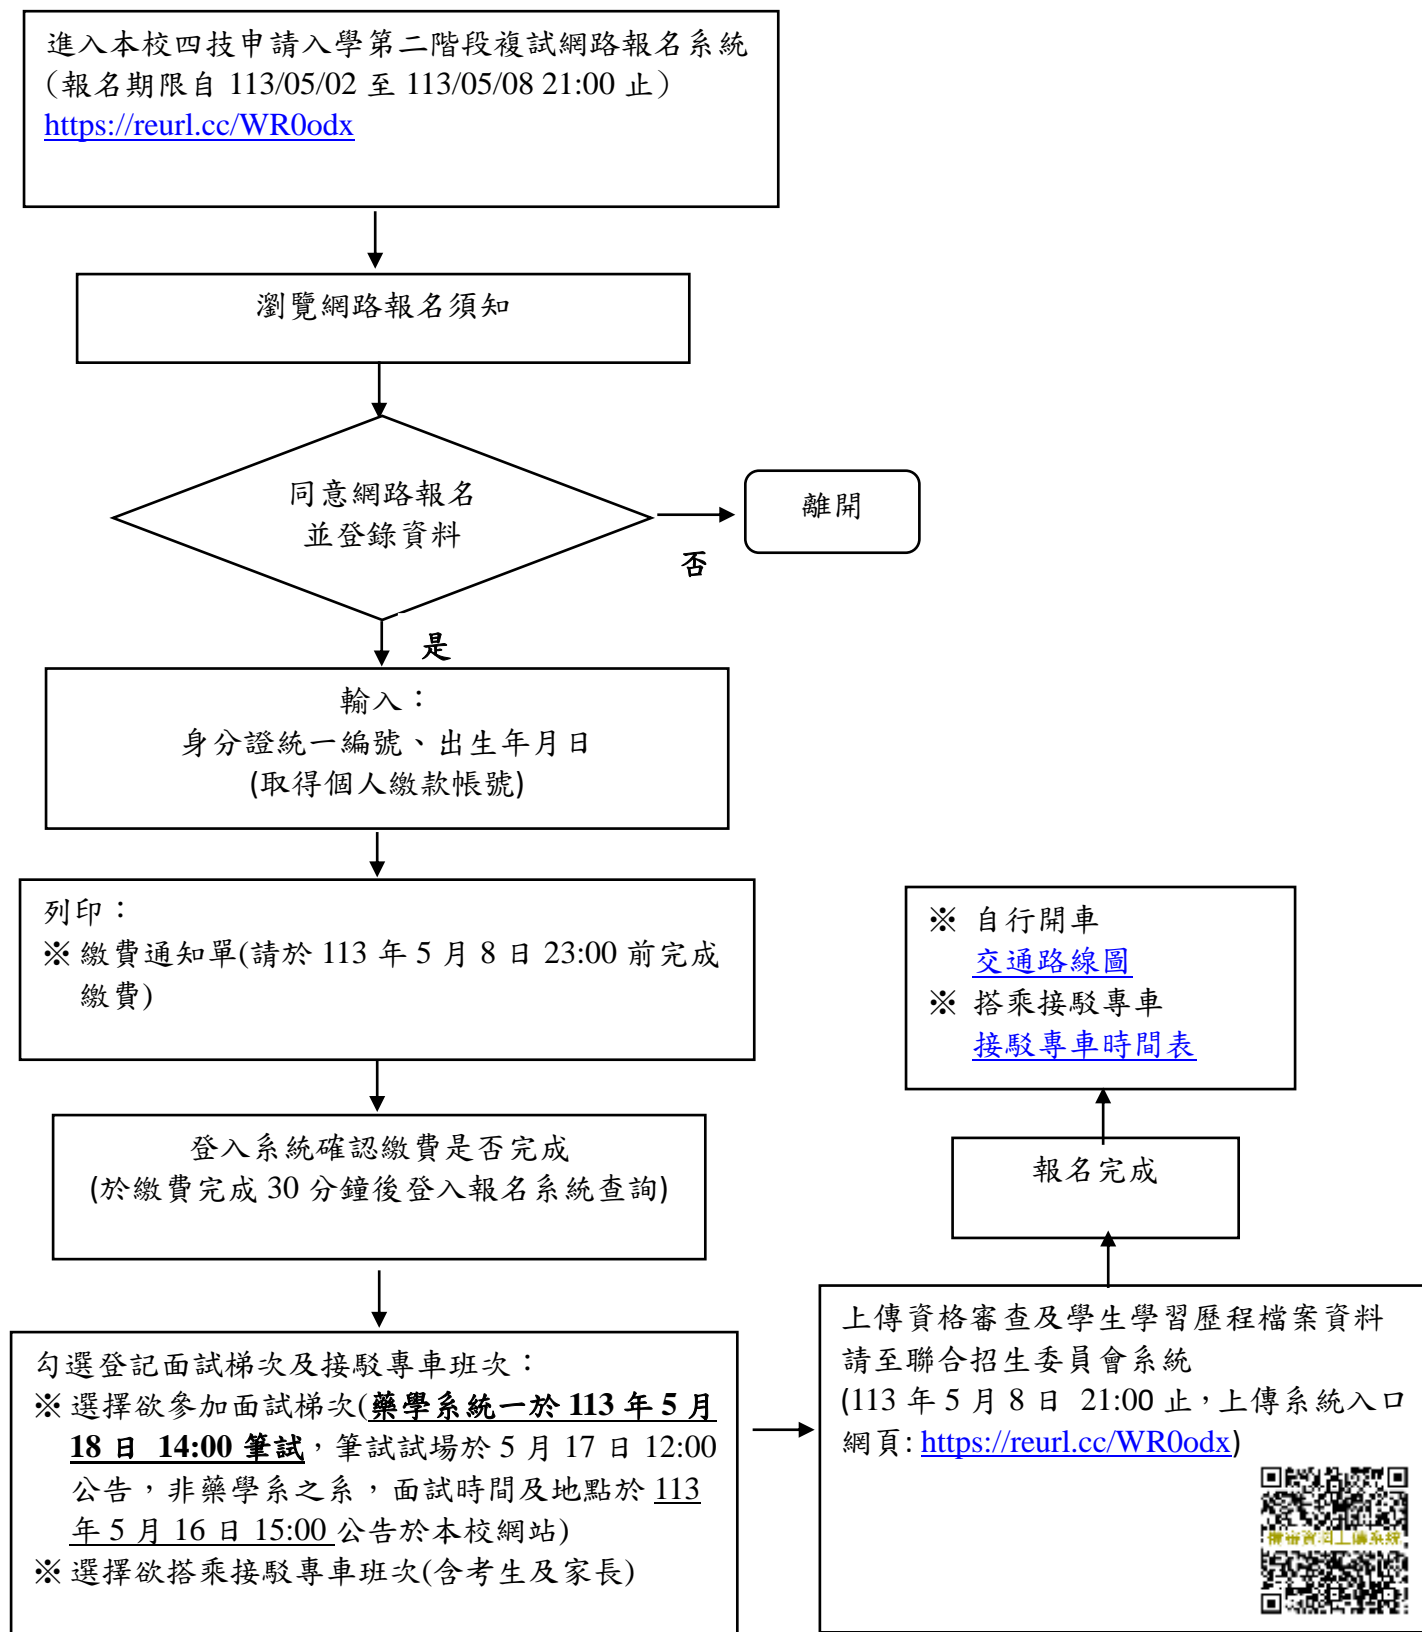 進入本校四技申請入學第二階段複試網路報名系統
（報名期限自 113/05/02 至 113/05/08 21:00 止）
https://reurl.cc/WR0odx
瀏覽網路報名須知
同意網路報名
並登錄資料
離開
否
是
輸入：
身分證統一編號、出生年月日
(取得個人繳款帳號)
列印：
※ 繳費通知單(請於 113 年 5 月 8 日 23:00 前完成
繳費)
登入系統確認繳費是否完成
(於繳費完成 30 分鐘後登入報名系統查詢)
勾選登記面試梯次及接駁專車班次：
※ 選擇欲參加面試梯次(藥學系統一於 113 年 5 月
18 日 14:00 筆試，筆試試場於 5 月 17 日 12:00
公告，非藥學系之系，面試時間及地點於 113
年 5 月 16 日 15:00 公告於本校網站)
※ 選擇欲搭乘接駁專車班次(含考生及家長)
上傳資格審查及學生學習歷程檔案資料
請至聯合招生委員會系統
(113 年 5 月 8 日 21:00 止，上傳系統入口
網頁: https://reurl.cc/WR0odx)
備審資料上傳系統
報名完成
※ 自行開車
交通路線圖
※ 搭乘接駁專車
接駁專車時間表